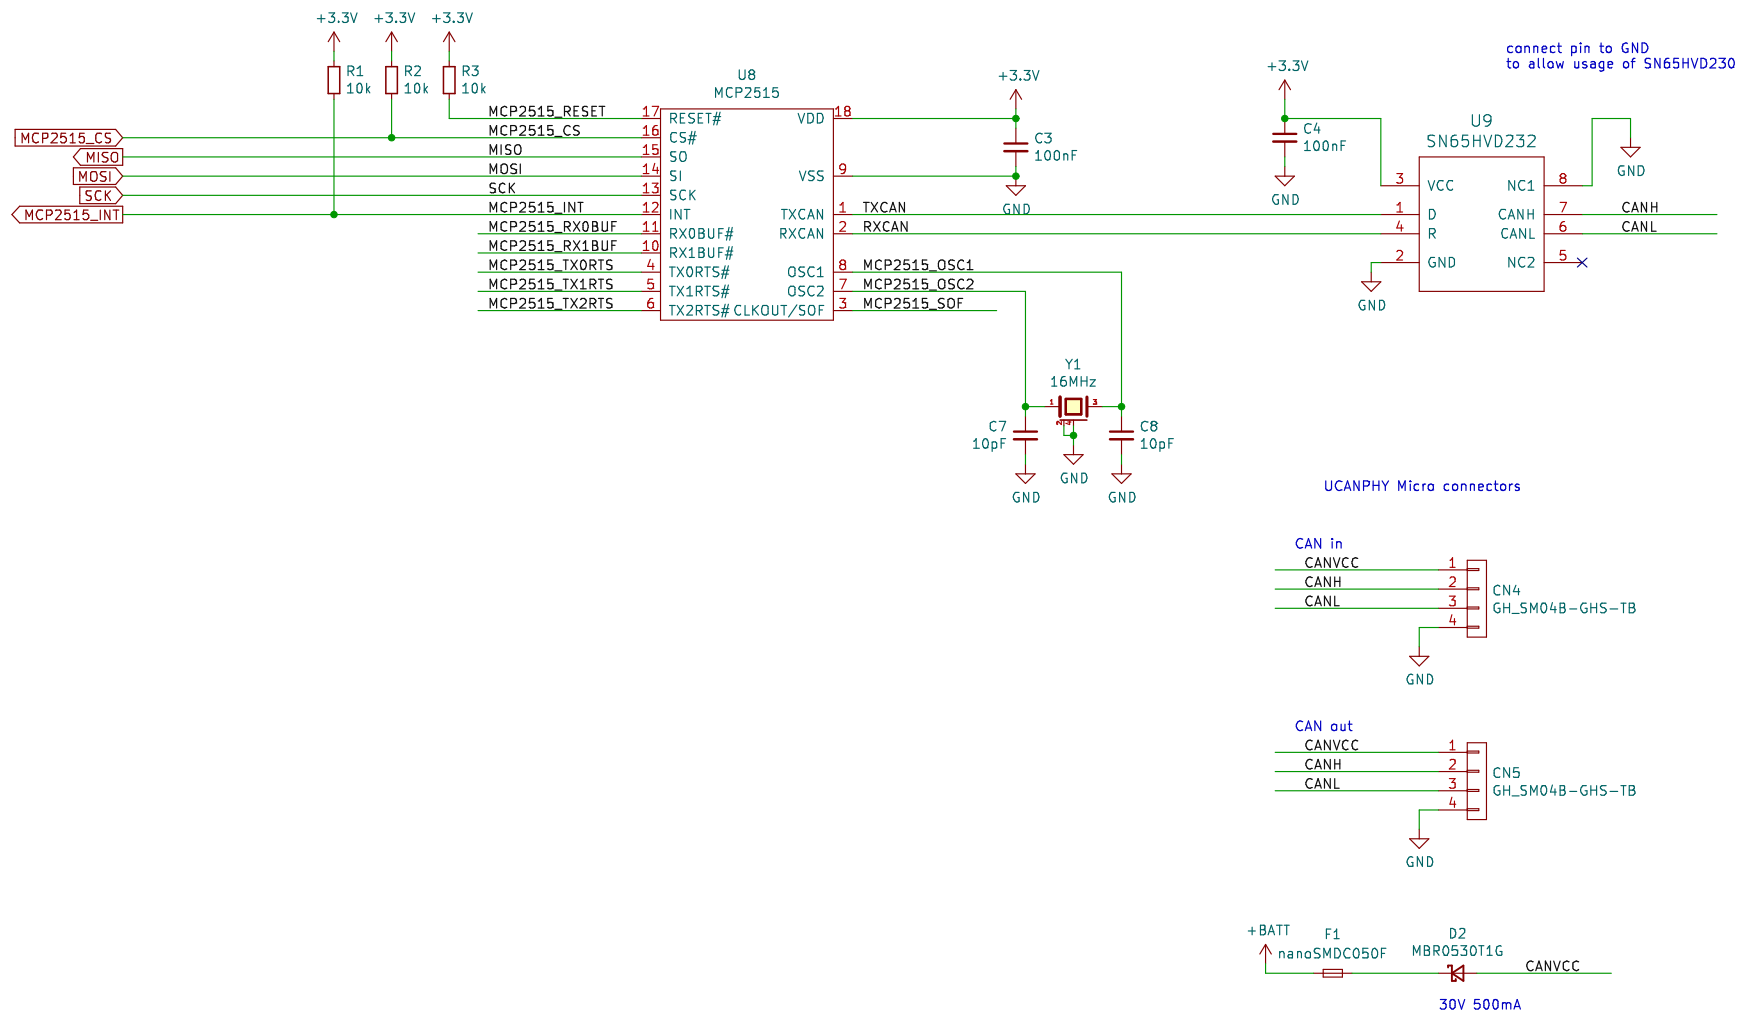 +3.3V
+3.3V
+3.3V
R1
10k
R2
10k
R3
10k
MCP2515_CS
MISO
MOSI
SCK
MCP2515_INT
MCP2515_RESET
MCP2515_CS
MISO
MOSI
SCK
MCP2515_INT
MCP2515_RX0BUF
MCP2515_RX1BUF
MCP2515_TX0RTS
MCP2515_TX1RTS
MCP2515_TX2RTS
U8
MCP2515
17 RESET#
16 CS#
15 SO
14 SI
13 SCK
12 INT
11 RX0BUF#
10 RX1BUF#
4 TX0RTS#
5 TX1RTS#
6 TX2RTS#
VDD 18
VSS 9
TXCAN 1
RXCAN 2
OSC1 8
OSC2 7
CLKOUT/SOF 3
TXCAN
RXCAN
MCP2515_OSC1
MCP2515_OSC2
MCP2515_SOF
+3.3V
C3
100nF
GND
Y1
16MHz
1
3
2
4
C7
10pF
C8
10pF
GND
GND
GND
+3.3V
C4
100nF
GND
connect pin to GND
to allow usage of SN65HVD230
U9
SN65HVD232
3 VCC
1 D
4 R
2 GND
NC1 8
CANH 7
CANL 6
NC2 5
GND
CANH
CANL
GND
UCANPHY Micro connectors
CAN in
CANVCC
CANH
CANL
1
2
3
4
CN4
GH_SM04B-GHS-TB
GND
CAN out
CANVCC
CANH
CANL
1
2
3
4
CN5
GH_SM04B-GHS-TB
GND
+BATT
F1
nanoSMDC050F
D2
MBR0530T1G
CANVCC
30V 500mA